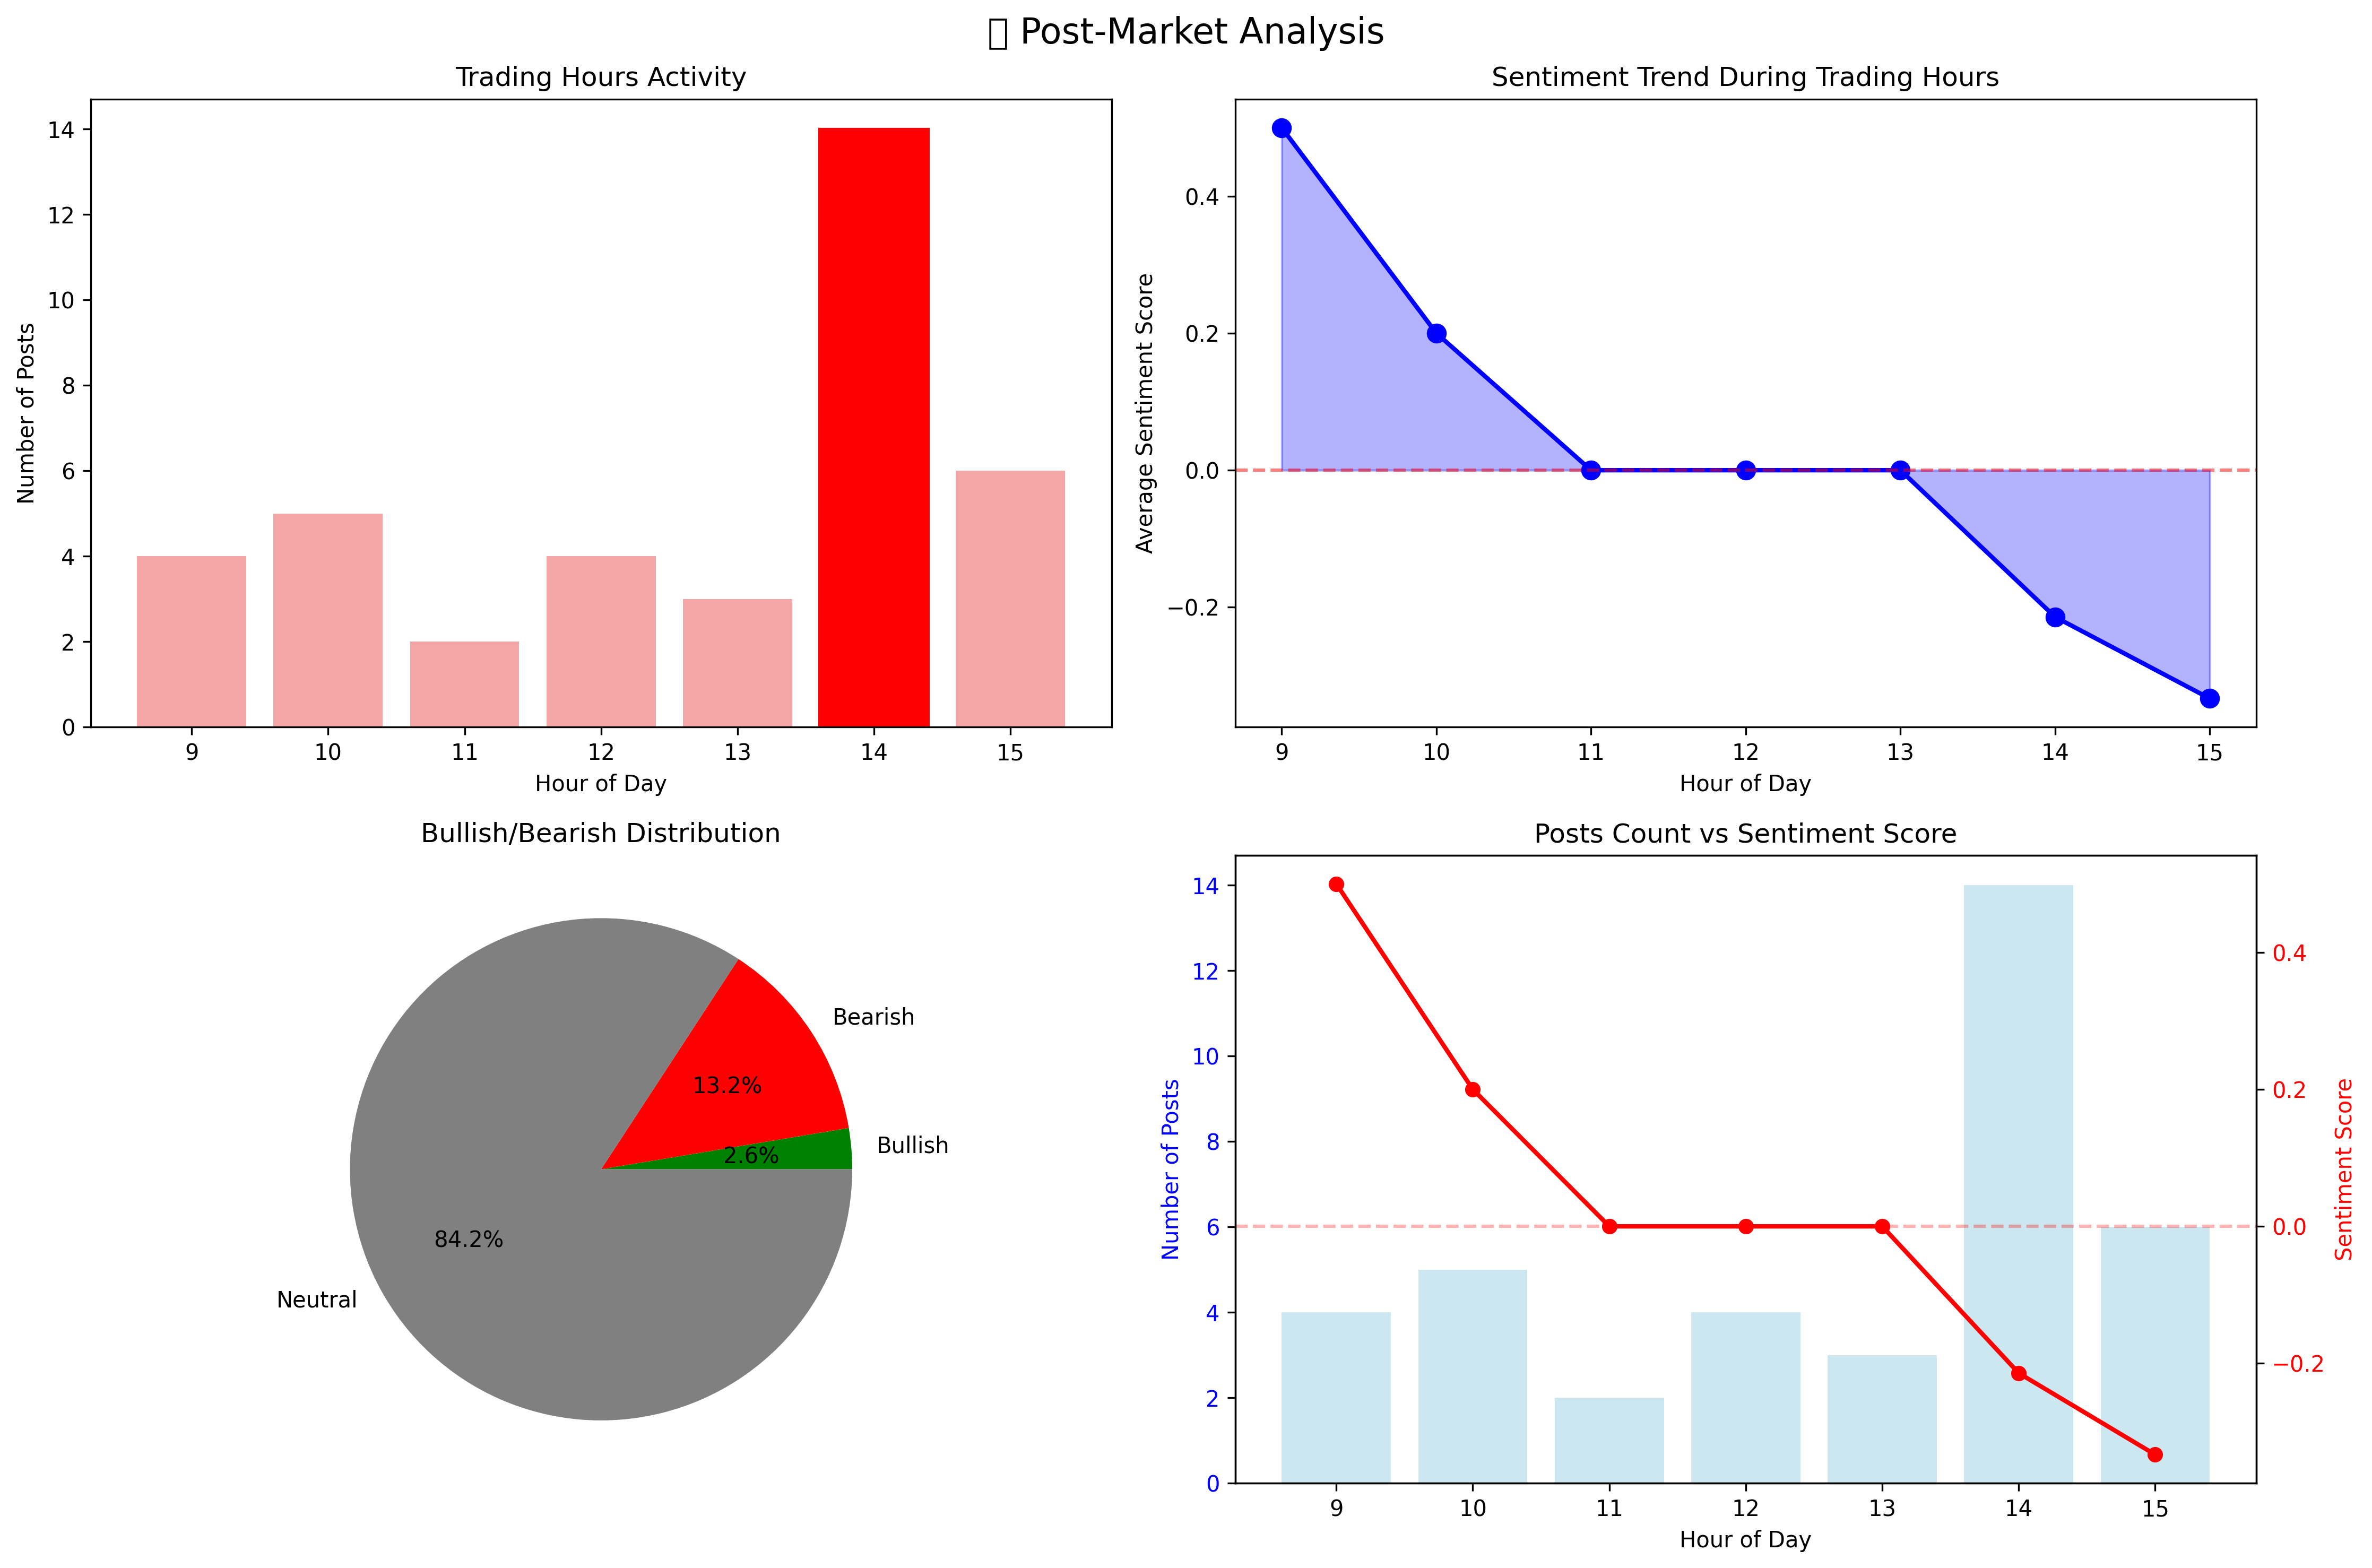 ▯ Post-Market Analysis
Trading Hours Activity
Number of Posts
14
12
10
8
6
4
2
0
9 10 11 12 13 14 15
Hour of Day
Sentiment Trend During Trading Hours
Average Sentiment Score
0.4
0.2
0.0
−0.2
9 10 11 12 13 14 15
Hour of Day
Bullish/Bearish Distribution
Bearish
13.2%
Bullish
2.6%
84.2%
Neutral
Posts Count vs Sentiment Score
Number of Posts
14
12
10
8
6
4
2
0
0.4
0.2
0.0
−0.2
Sentiment Score
9 10 11 12 13 14 15
Hour of Day